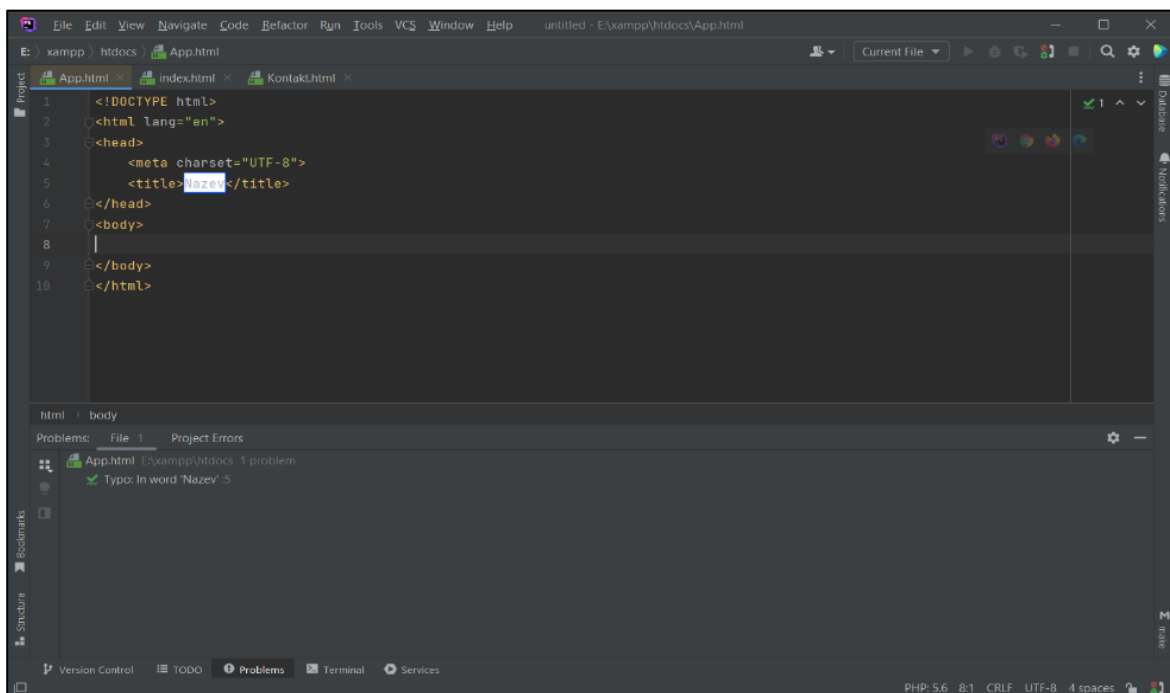 File Edit View Navigate Code Refactor Run Tools VCS Window Help untitled - E:\xampp\htdocs\App.html
E: xampp htdocs App.html Current File
App.html index.html Kontakt.html
Project
1 <!DOCTYPE html>
2 <html lang="en">
3 <head>
4 <meta charset="UTF-8">
5 <title>Nazev</title>
6 </head>
7 <body>
8
9 </body>
10 </html>
1
Database
Notifications
html body
Problems: File 1 Project Errors
App.html E:\xampp\htdocs 1 problem
Typo: In word 'Nazev' :5
Bookmarks
Structure
make
Version Control TODO Problems Terminal Services
PHP: 5.6 8:1 CRLF UTF-8 4 spaces